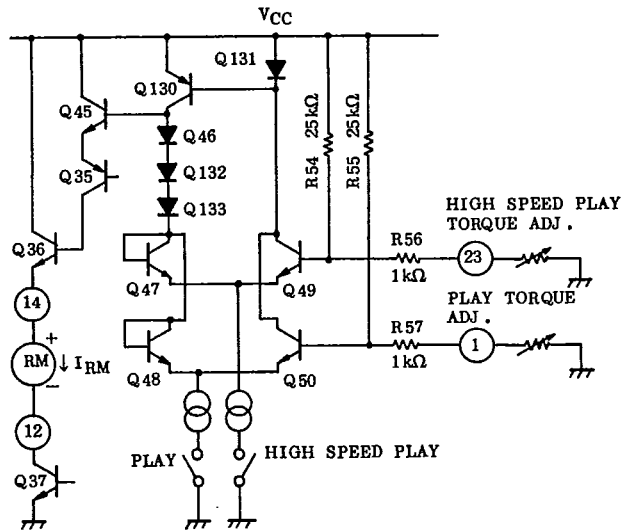 VCC
Q131
Q130
Q45
Q46
Q35
Q132
Q133
R54 25kΩ
R55 25kΩ
HIGH SPEED PLAY
TORQUE ADJ.
Q36
R56
23
1kΩ
Q47
Q49
14
PLAY TORQUE
ADJ.
R57
1
1kΩ
+
RM ↓ IRM
−
Q48
Q50
12
PLAY
HIGH SPEED PLAY
Q37